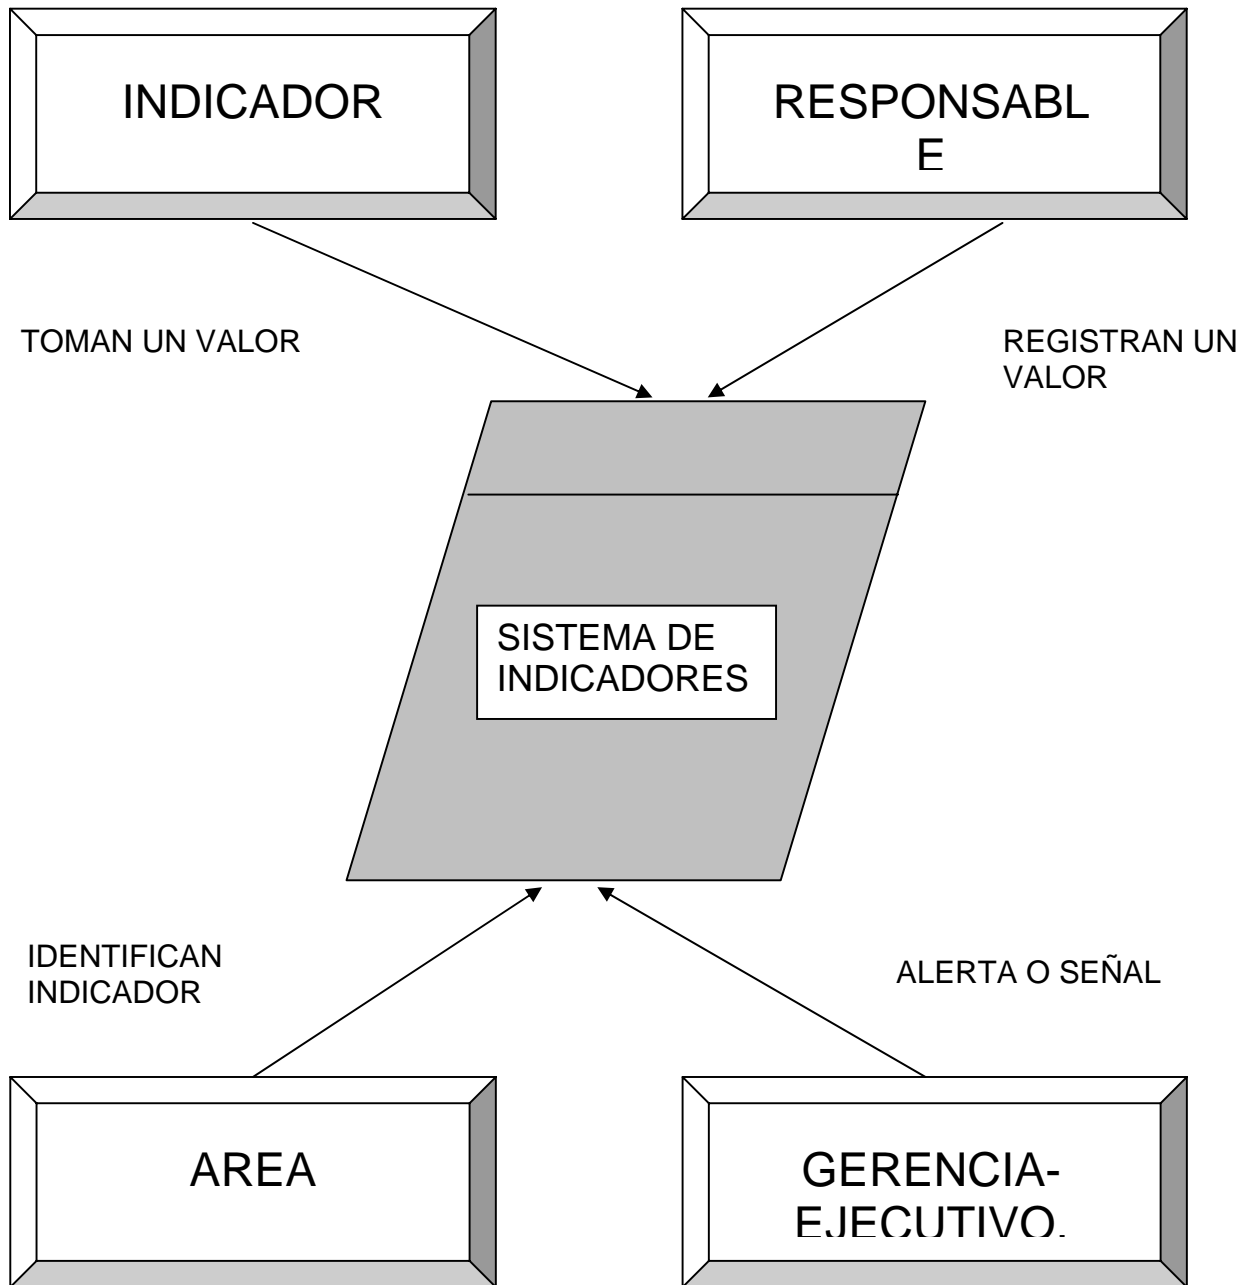 INDICADOR
RESPONSABL
E
TOMAN UN VALOR
REGISTRAN UN
VALOR
SISTEMA DE
INDICADORES
IDENTIFICAN
INDICADOR
ALERTA O SEÑAL
AREA
GERENCIA-
EJECUTIVO.